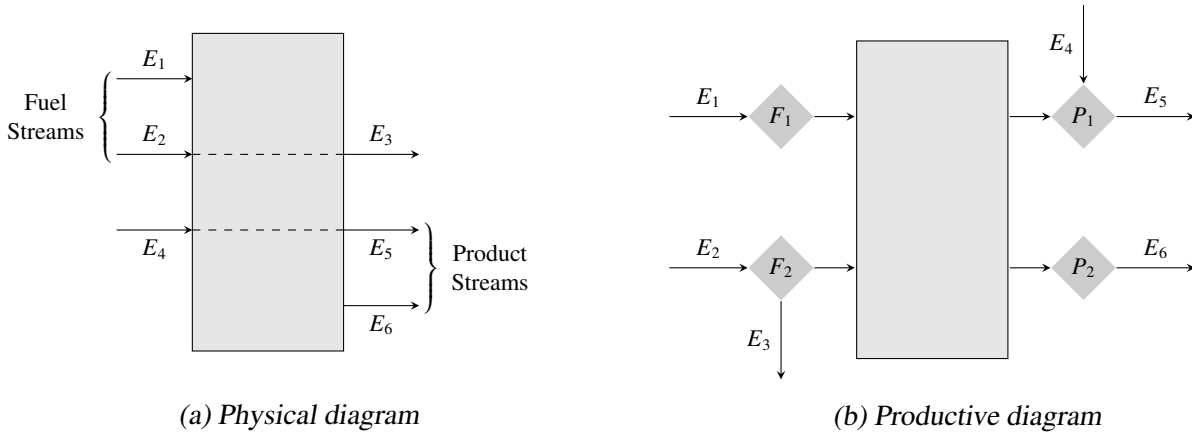 E₁
Fuel
Streams
E₂
E₃
E₄
E₅
Product
Streams
E₆
(a) Physical diagram
E₄
E₁
F₁
P₁
E₅
E₂
F₂
P₂
E₆
E₃
(b) Productive diagram